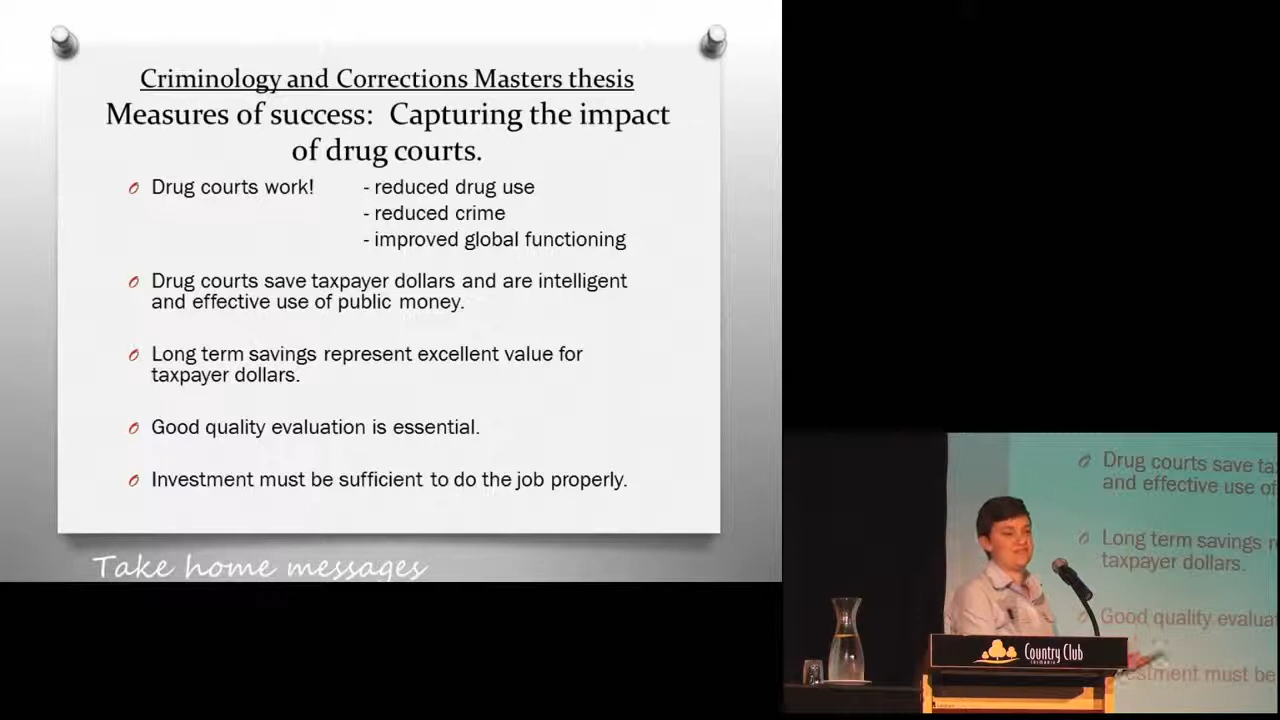 Criminology and Corrections Masters thesis
Measures of success: Capturing the impact
of drug courts.
Drug courts work! - reduced drug use
- reduced crime
- improved global functioning
Drug courts save taxpayer dollars and are intelligent
and effective use of public money.
Long term savings represent excellent value for
taxpayer dollars.
Good quality evaluation is essential.
Investment must be sufficient to do the job properly.
Take home messages
Drug courts save ta
and effective use of
Long term savings r
taxpayer dollars.
Good quality evalua
estment must be
Country Club
TASMANIA